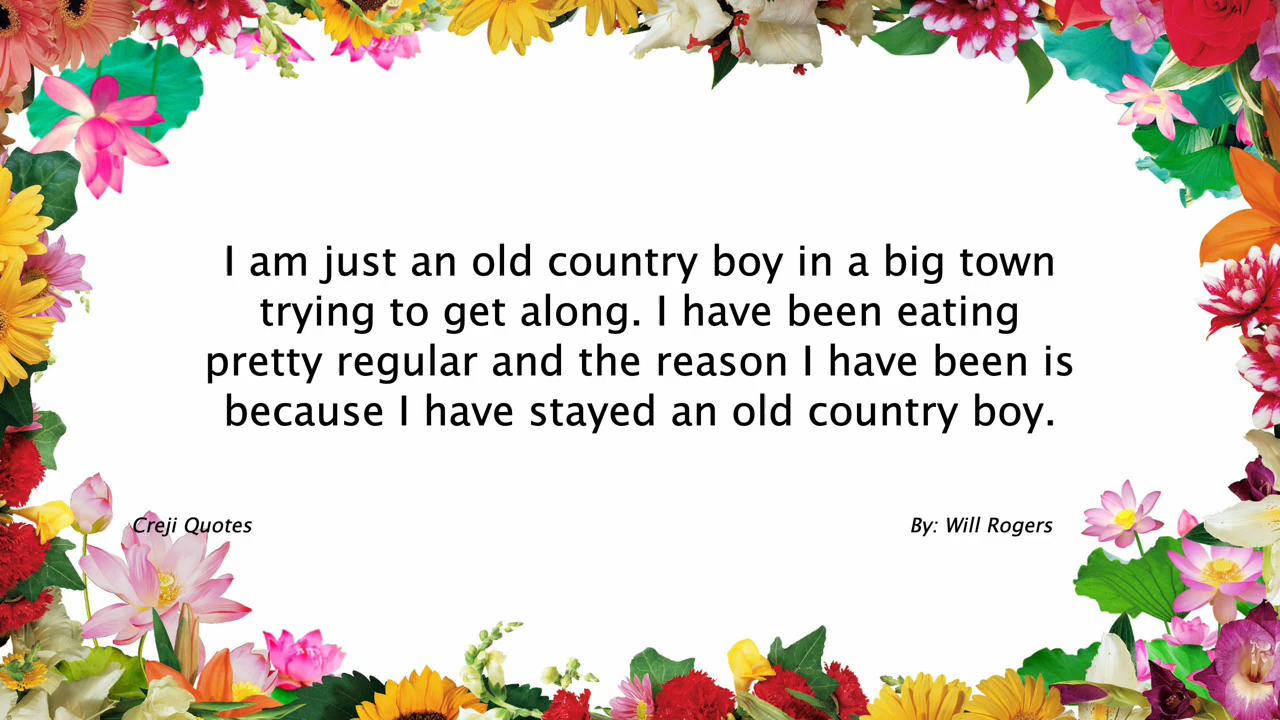 I am just an old country boy in a big town
trying to get along. I have been eating
pretty regular and the reason I have been is
because I have stayed an old country boy.
Creji Quotes
By: Will Rogers